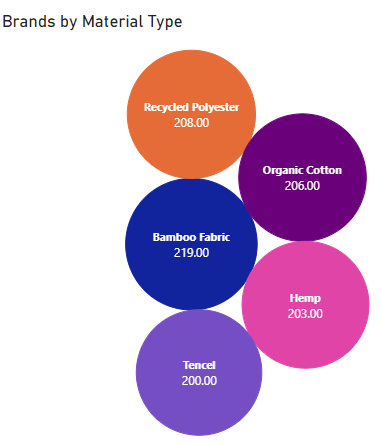 Brands by Material Type
Recycled Polyester
208.00
Organic Cotton
206.00
Bamboo Fabric
219.00
Hemp
203.00
Tencel
200.00